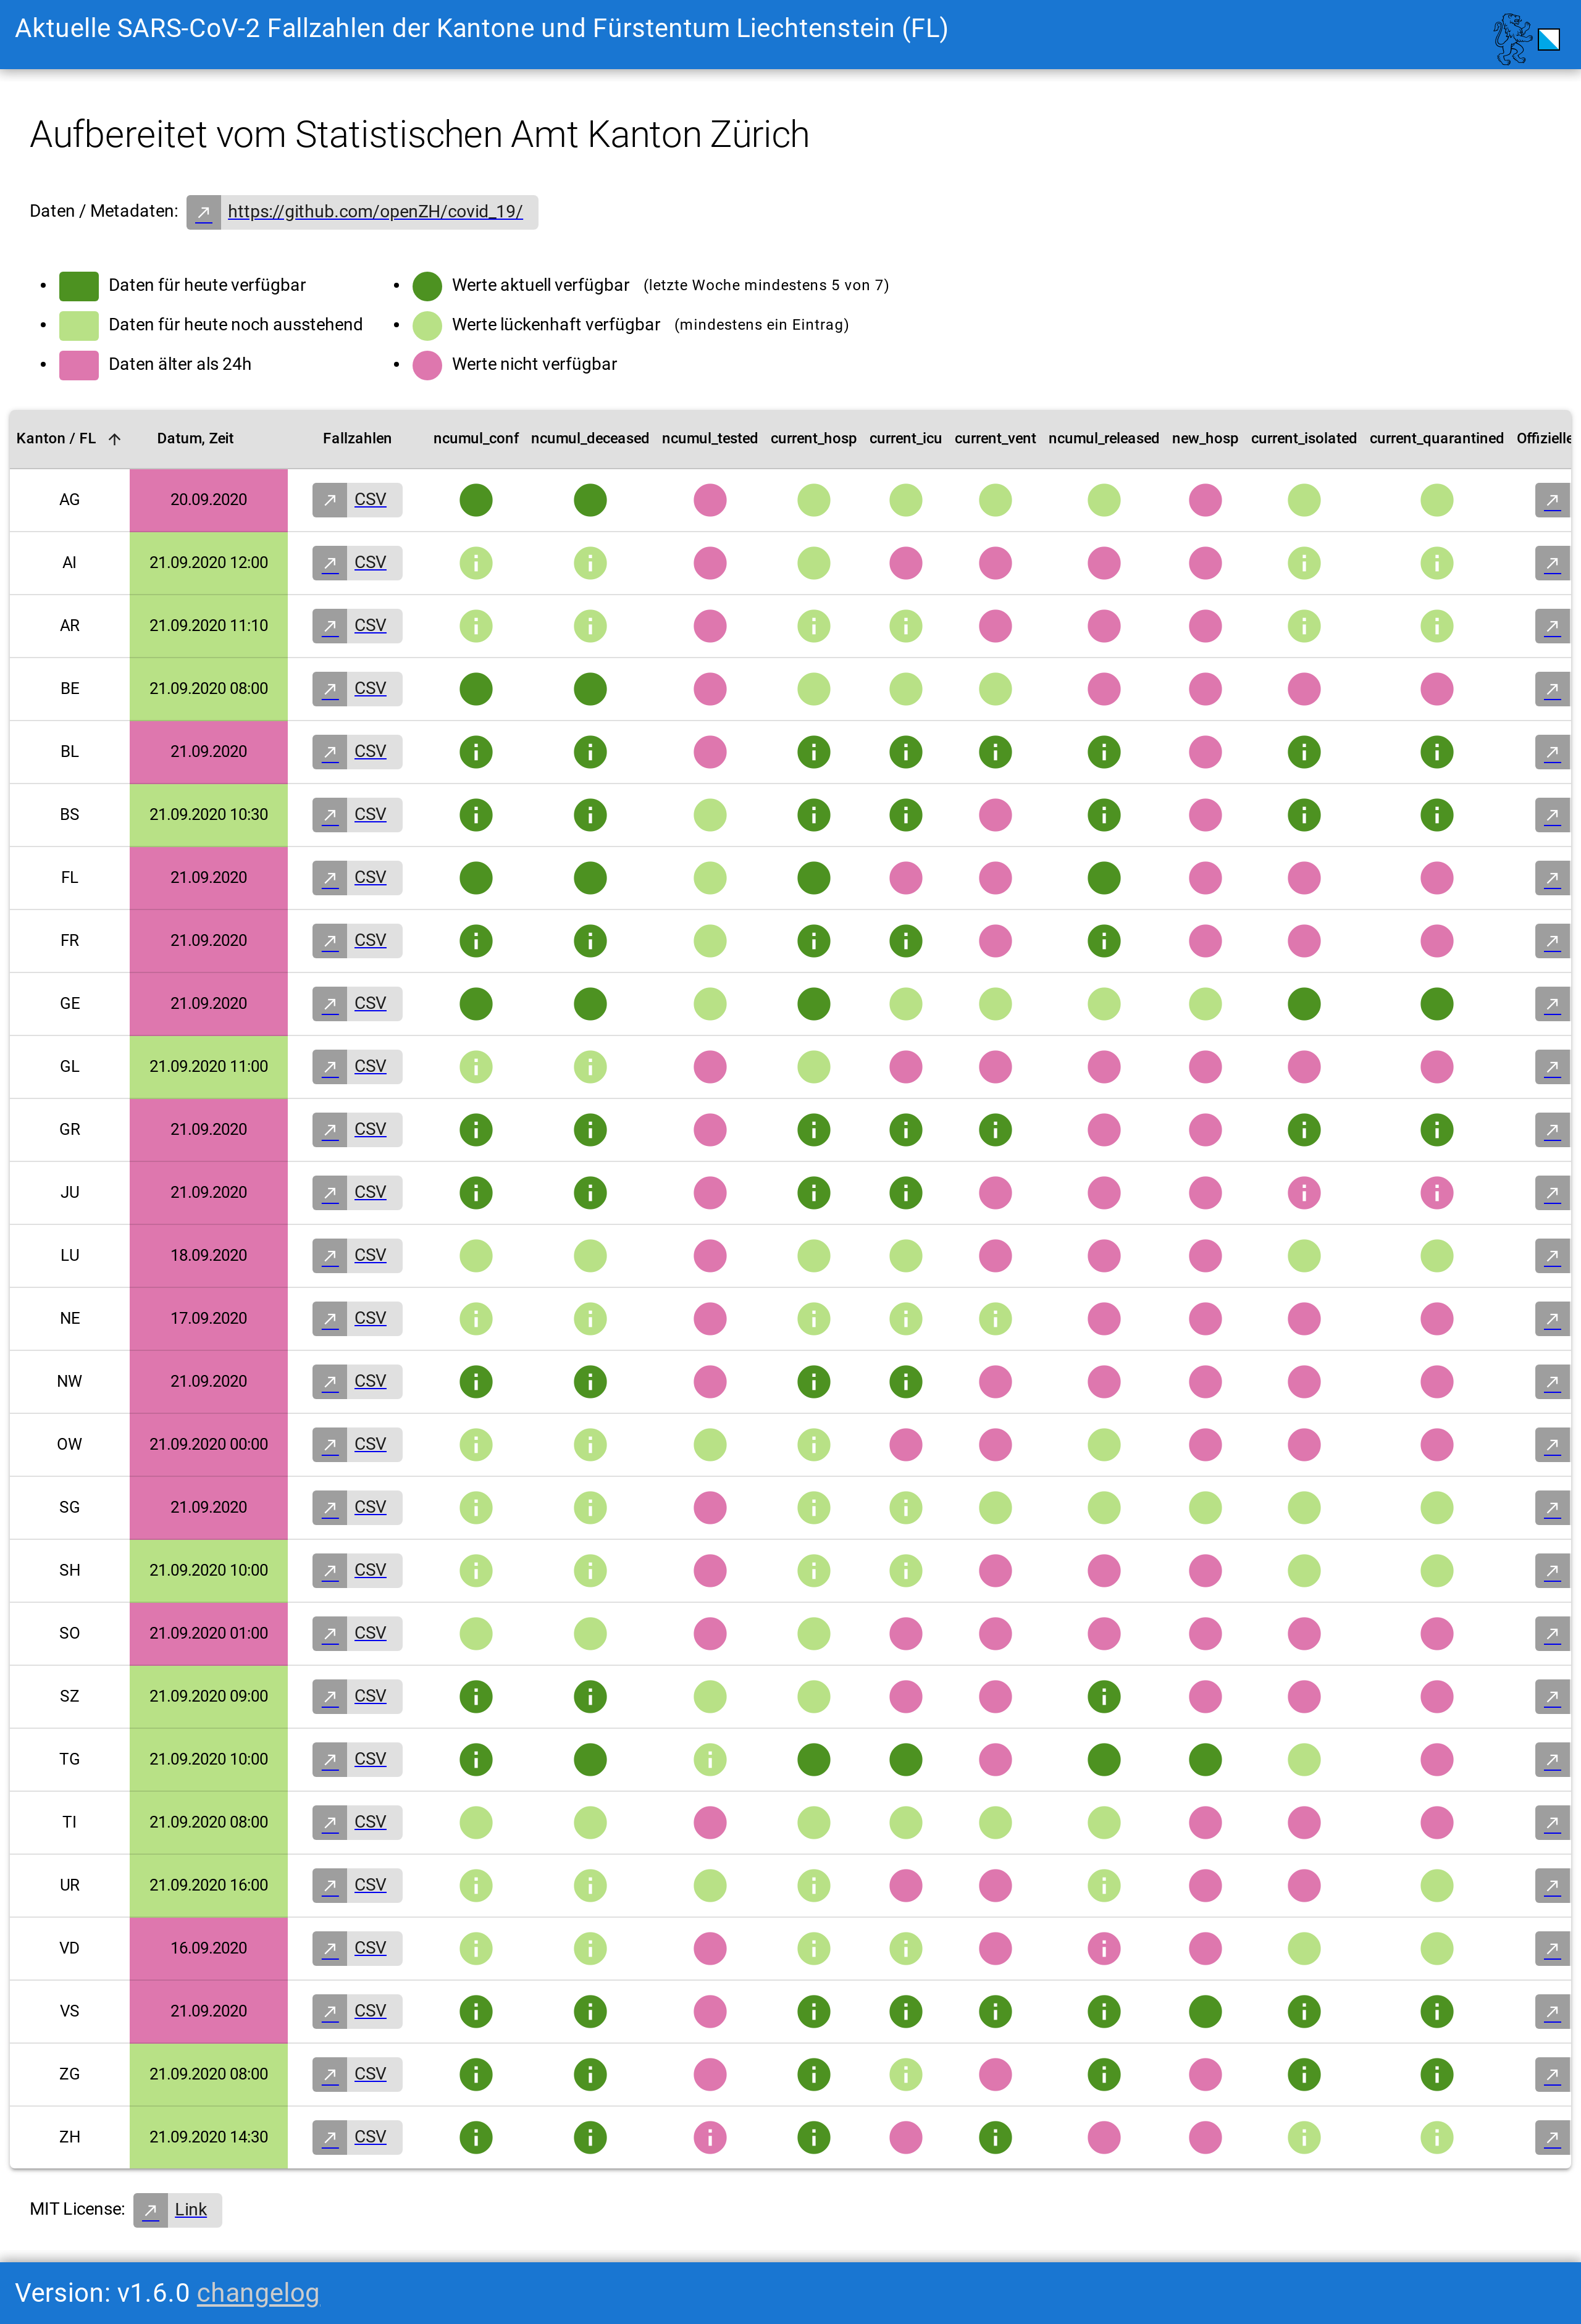 Aktuelle SARS-CoV-2 Fallzahlen der Kantone und Fürstentum Liechtenstein (FL)
Aufbereitet vom Statistischen Amt Kanton Zürich
Daten / Metadaten: https://github.com/openZH/covid_19/
Daten für heute verfügbar
Daten für heute noch ausstehend
Daten älter als 24h
Werte aktuell verfügbar (letzte Woche mindestens 5 von 7)
Werte lückenhaft verfügbar (mindestens ein Eintrag)
Werte nicht verfügbar
Kanton / FL Datum, Zeit Fallzahlen ncumul_conf ncumul_deceased ncumul_tested current_hosp current_icu current_vent ncumul_released new_hosp current_isolated current_quarantined Offizielle
AG 20.09.2020 CSV
AI 21.09.2020 12:00 CSV
AR 21.09.2020 11:10 CSV
BE 21.09.2020 08:00 CSV
BL 21.09.2020 CSV
BS 21.09.2020 10:30 CSV
FL 21.09.2020 CSV
FR 21.09.2020 CSV
GE 21.09.2020 CSV
GL 21.09.2020 11:00 CSV
GR 21.09.2020 CSV
JU 21.09.2020 CSV
LU 18.09.2020 CSV
NE 17.09.2020 CSV
NW 21.09.2020 CSV
OW 21.09.2020 00:00 CSV
SG 21.09.2020 CSV
SH 21.09.2020 10:00 CSV
SO 21.09.2020 01:00 CSV
SZ 21.09.2020 09:00 CSV
TG 21.09.2020 10:00 CSV
TI 21.09.2020 08:00 CSV
UR 21.09.2020 16:00 CSV
VD 16.09.2020 CSV
VS 21.09.2020 CSV
ZG 21.09.2020 08:00 CSV
ZH 21.09.2020 14:30 CSV
MIT License: Link
Version: v1.6.0 changelog